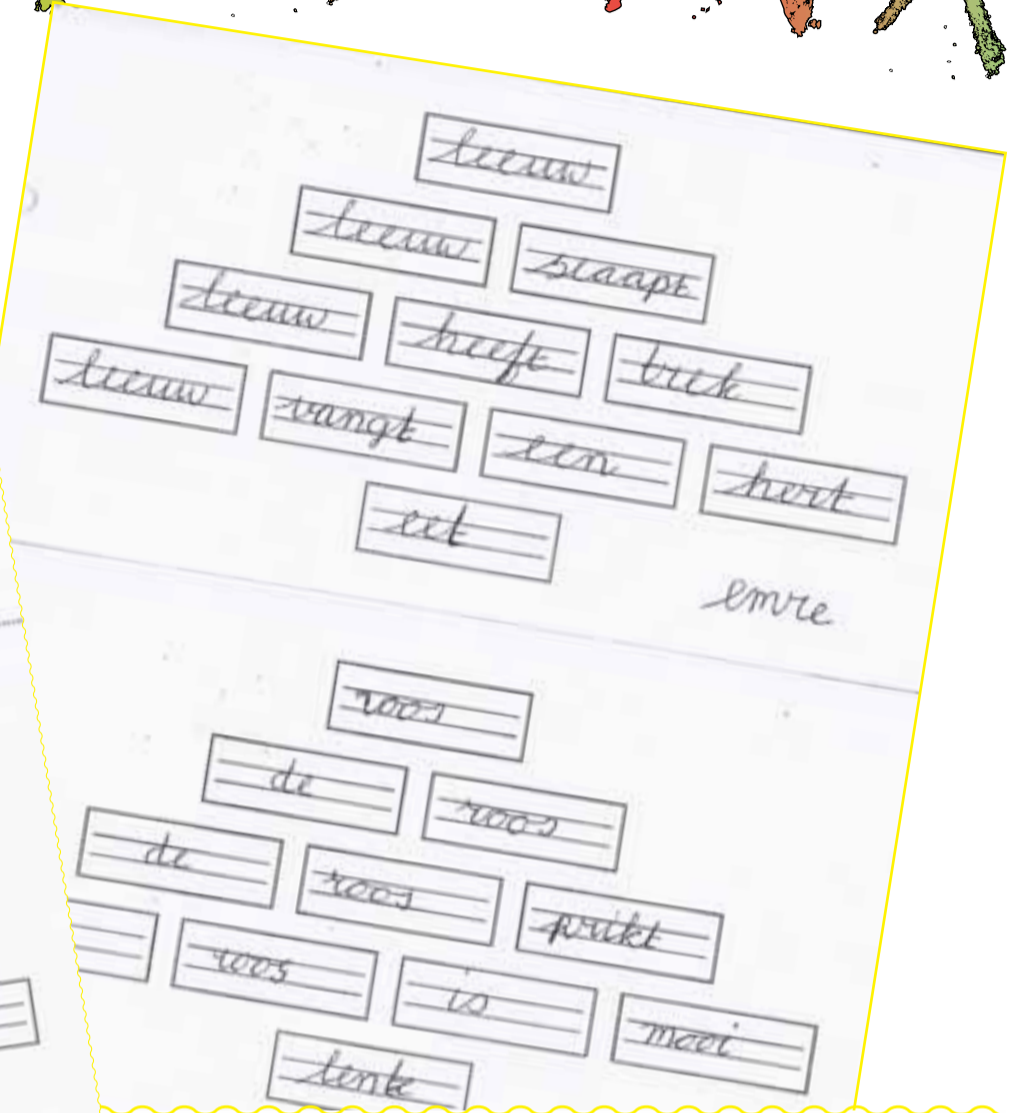 leeuw
leeuw slaapt
leeuw heeft trek
leeuw vangt een hert
eet
emre
roos
de roos
de roos prikt
roos is mooi
lente